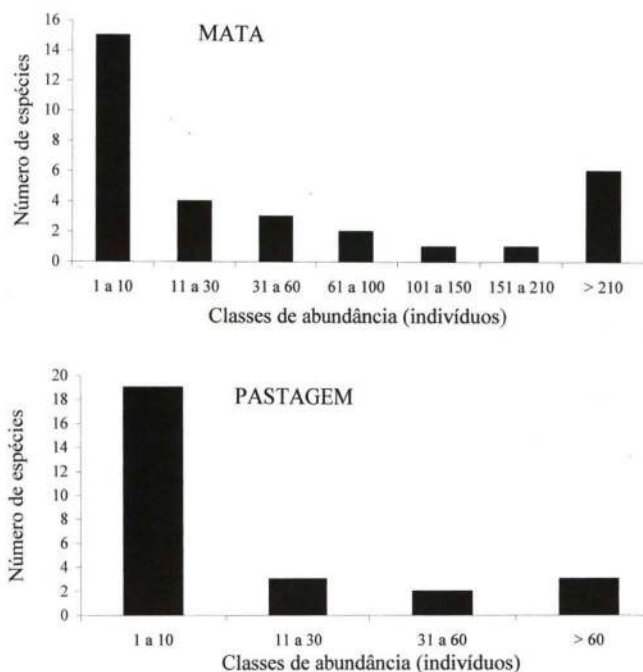 MATA
Número de espécies
16
14
12
10
8
6
4
2
0
1 a 10 11 a 30 31 a 60 61 a 100 101 a 150 151 a 210 > 210
Classes de abundância (indivíduos)
PASTAGEM
Número de espécies
20
18
16
14
12
10
8
6
4
2
0
1 a 10 11 a 30 31 a 60 > 60
Classes de abundância (indivíduos)